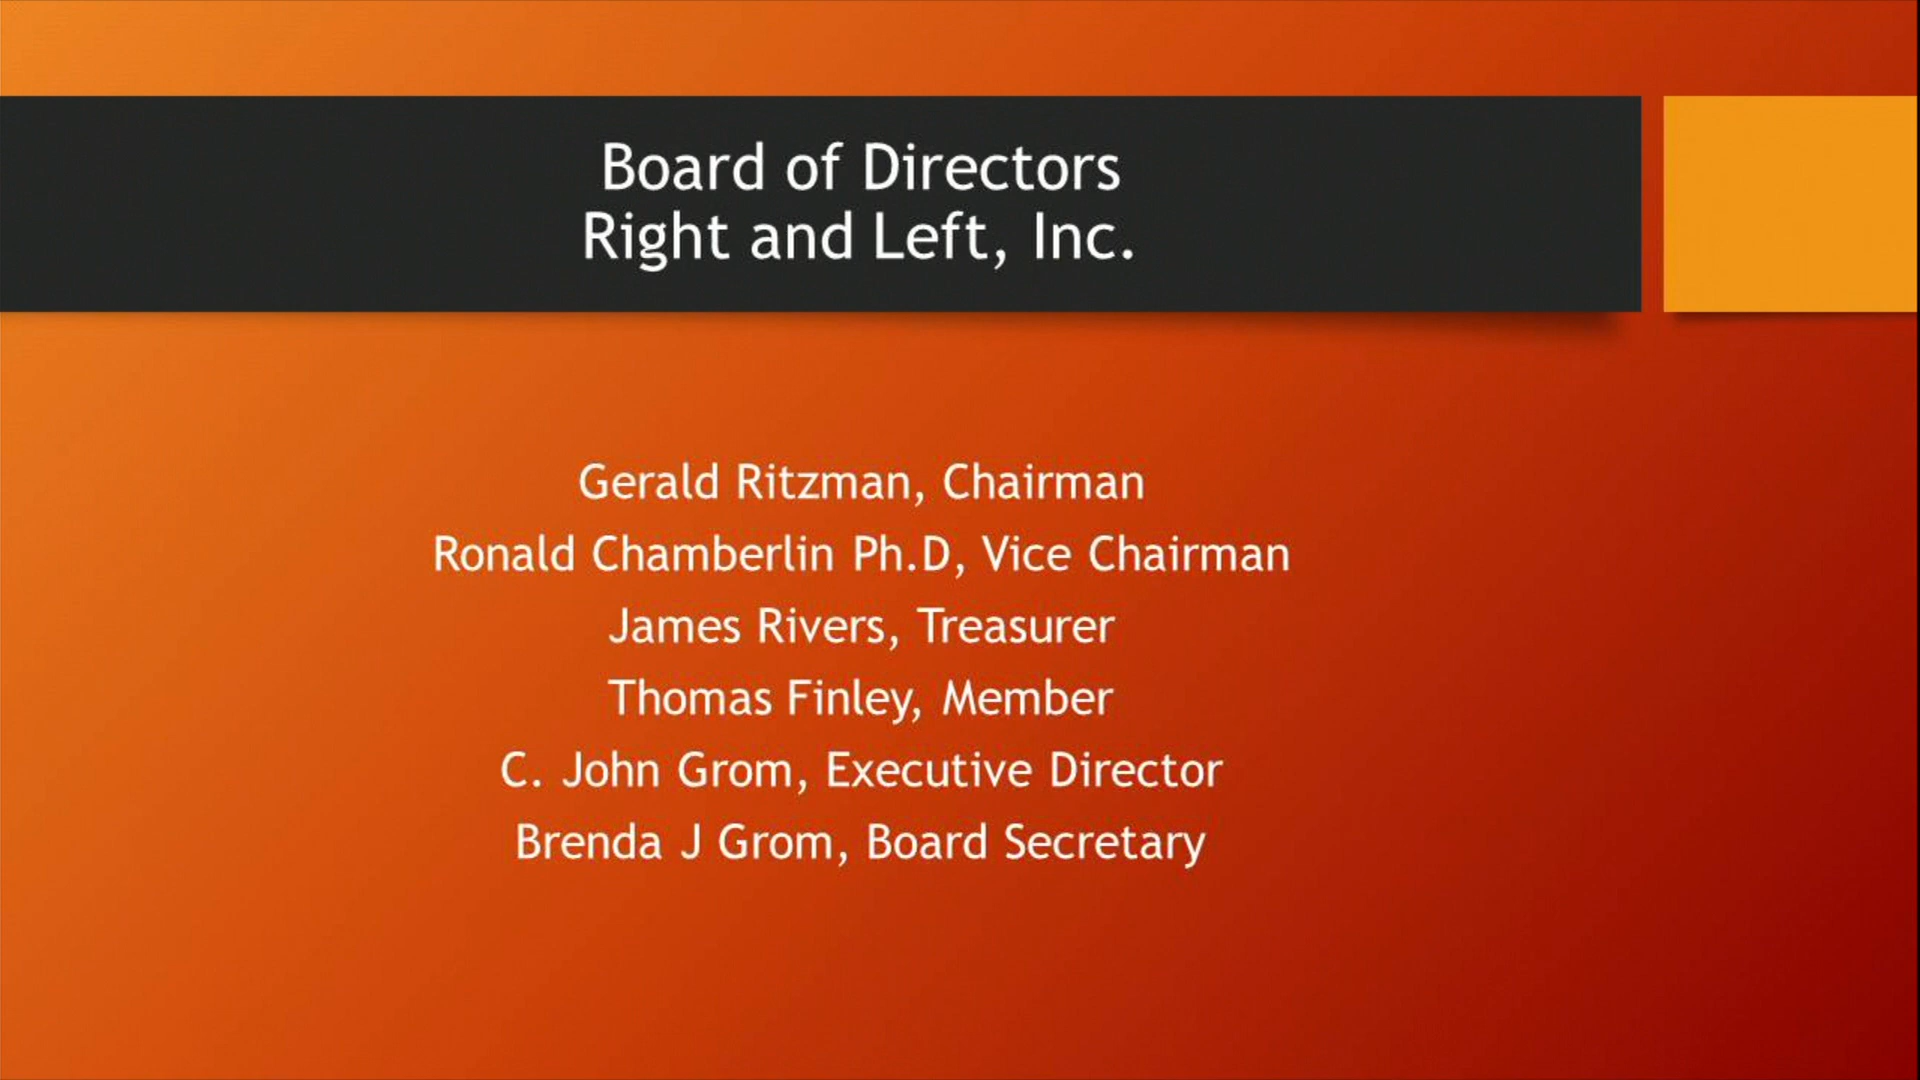 Board of Directors
Right and Left, Inc.
Gerald Ritzman, Chairman
Ronald Chamberlin Ph.D, Vice Chairman
James Rivers, Treasurer
Thomas Finley, Member
C. John Grom, Executive Director
Brenda J Grom, Board Secretary